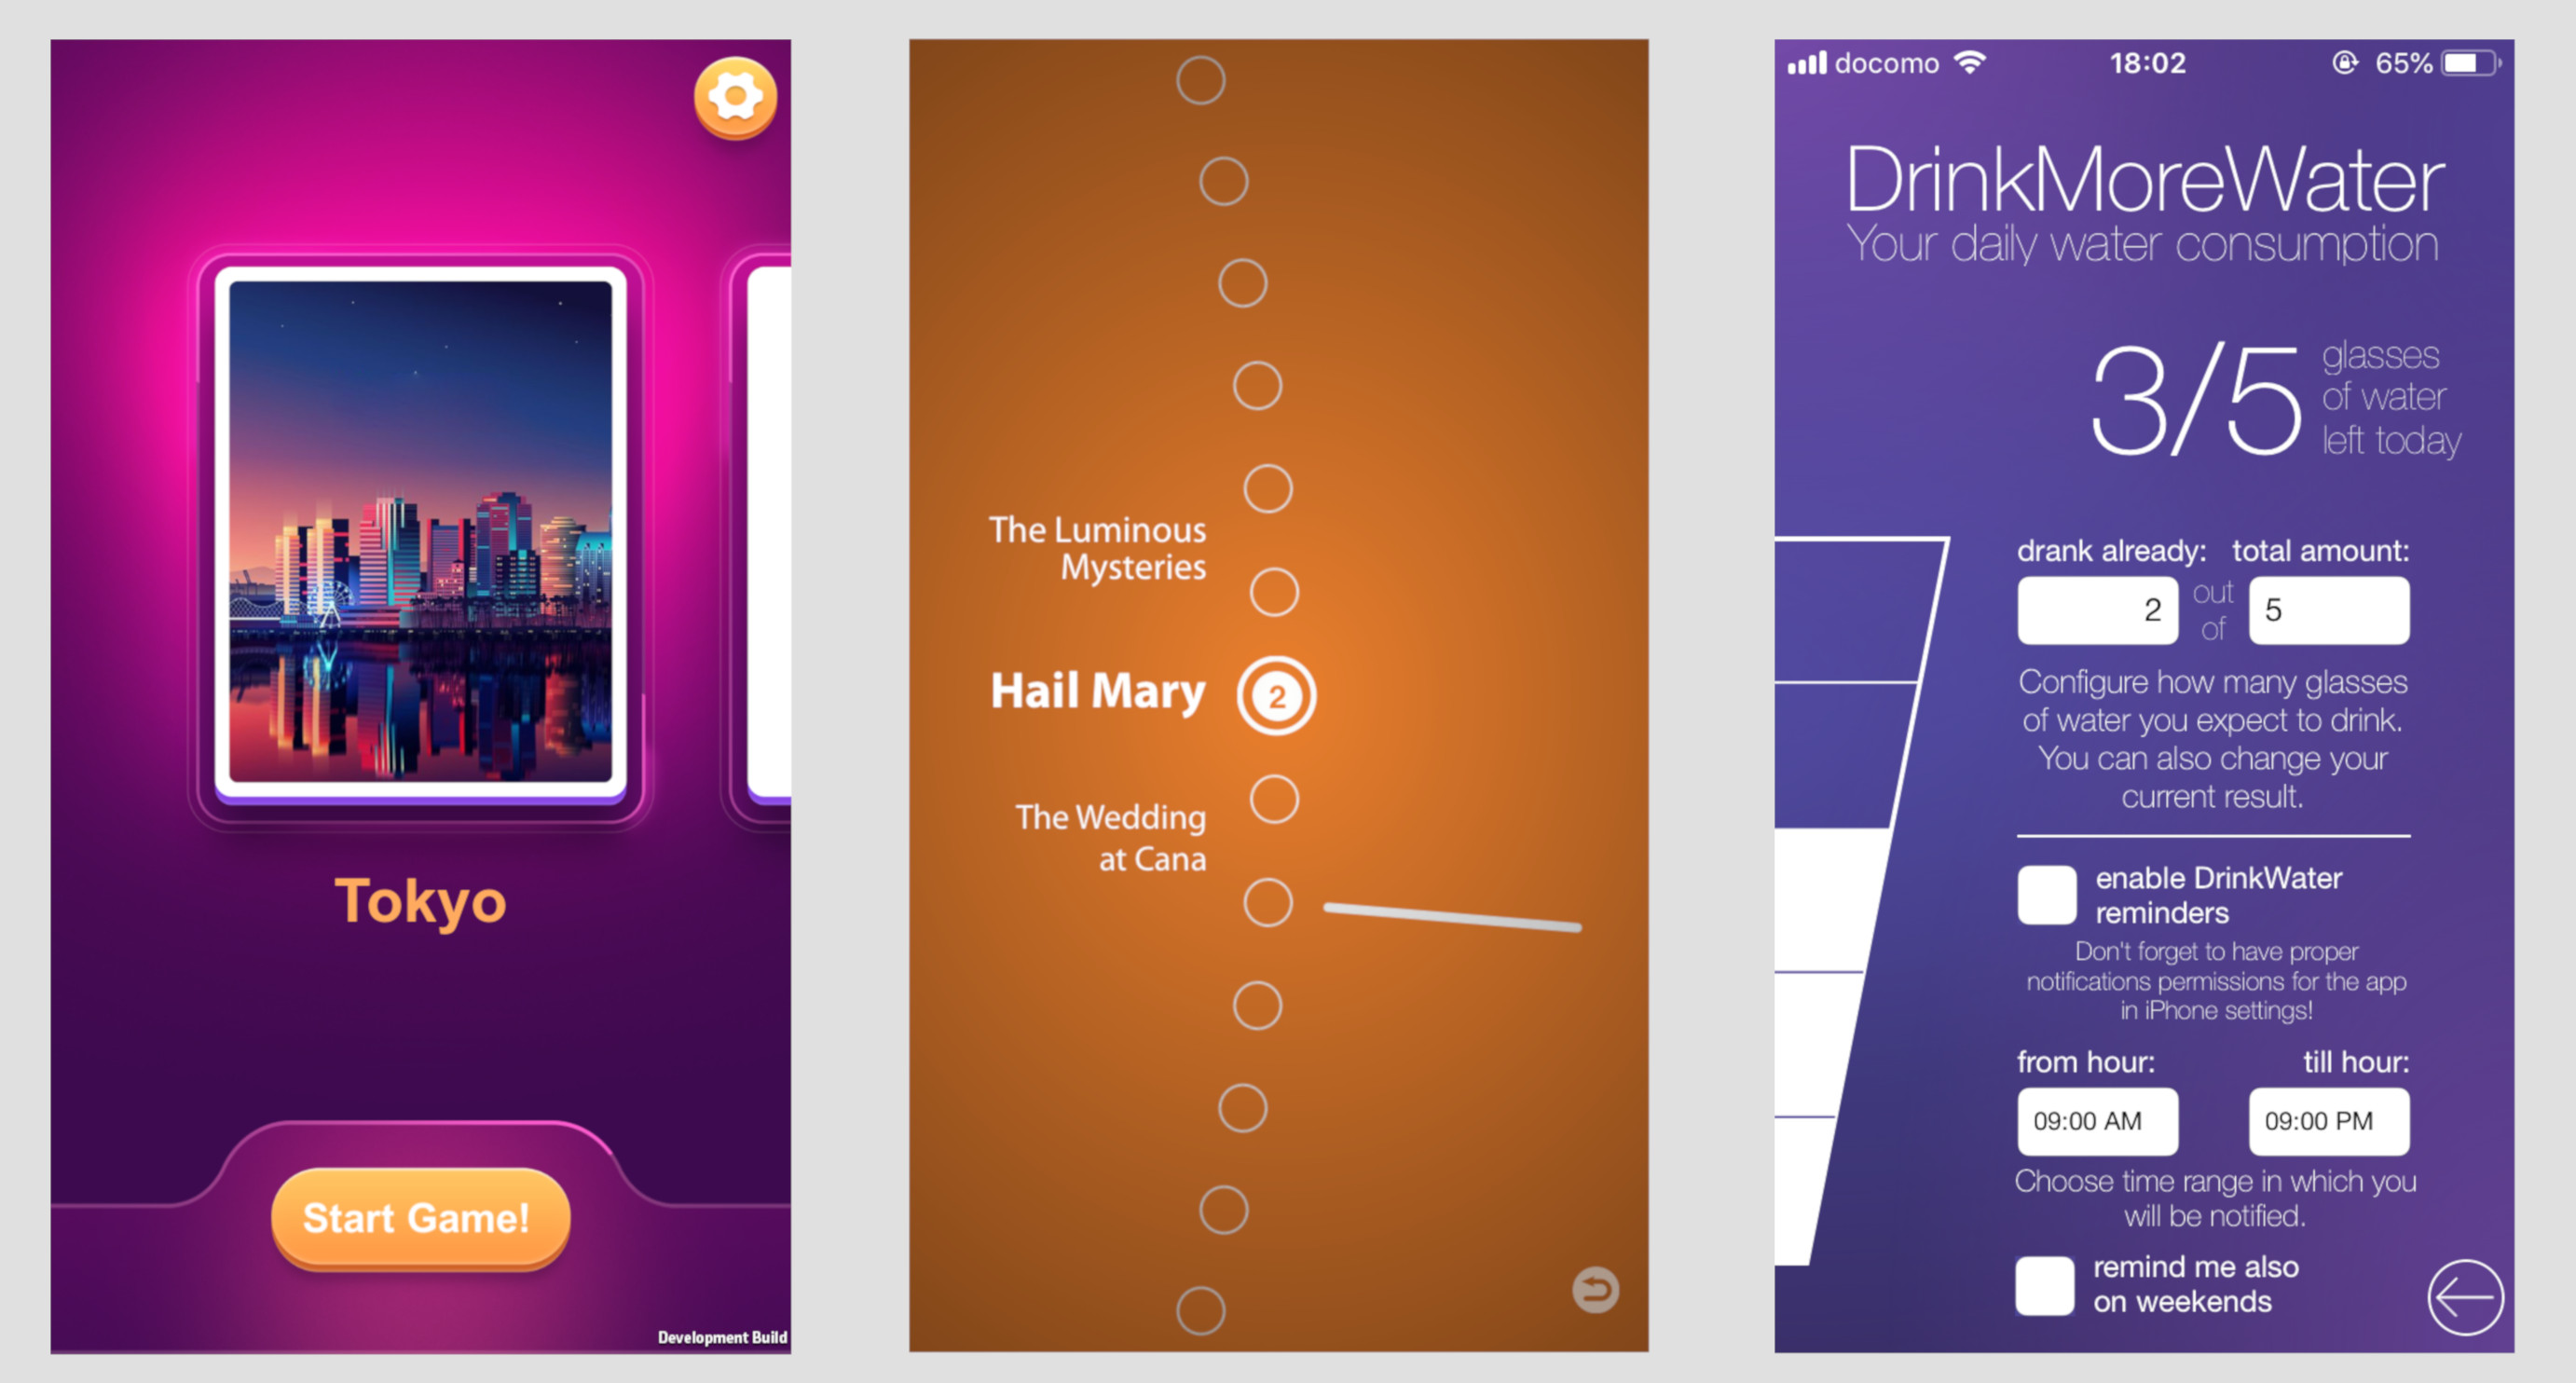 Tokyo
Start Game!
Development Build
The Luminous
Mysteries
Hail Mary
2
The Wedding
at Cana
docomo
18:02
65%
DrinkMoreWater
Your daily water consumption
3/5
glasses
of water
left today
drank already: total amount:
2 out of 5
Configure how many glasses
of water you expect to drink.
You can also change your
current result.
enable DrinkWater
reminders
Don't forget to have proper
notifications permissions for the app
in iPhone settings!
from hour: till hour:
09:00 AM 09:00 PM
Choose time range in which you
will be notified.
remind me also
on weekends